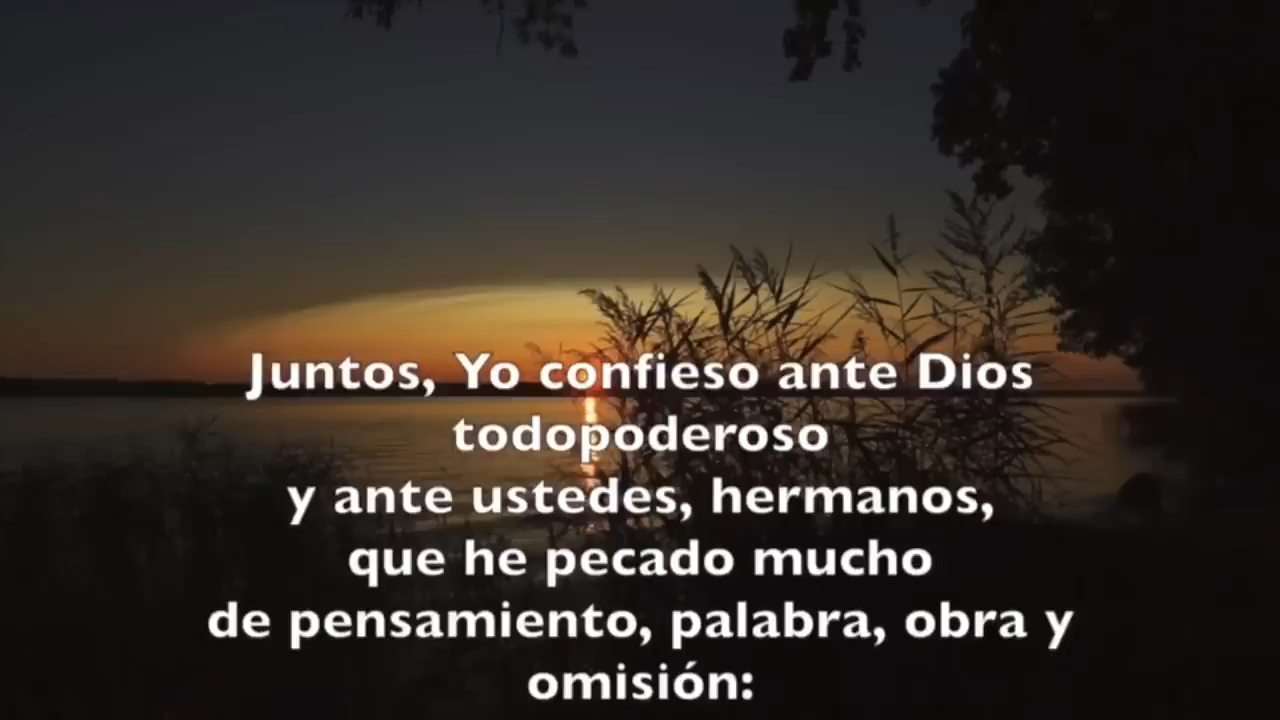 Juntos, Yo confieso ante Dios
todopoderoso
y ante ustedes, hermanos,
que he pecado mucho
de pensamiento, palabra, obra y
omisión: